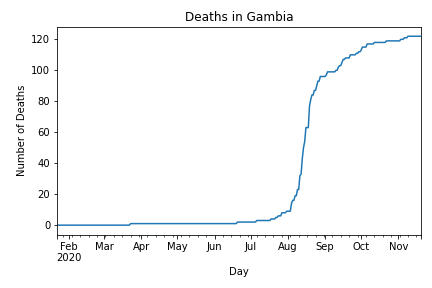 Deaths in Gambia
120
100
80
60
40
20
0
Number of Deaths
Feb Mar Apr May Jun Jul Aug Sep Oct Nov
2020
Day